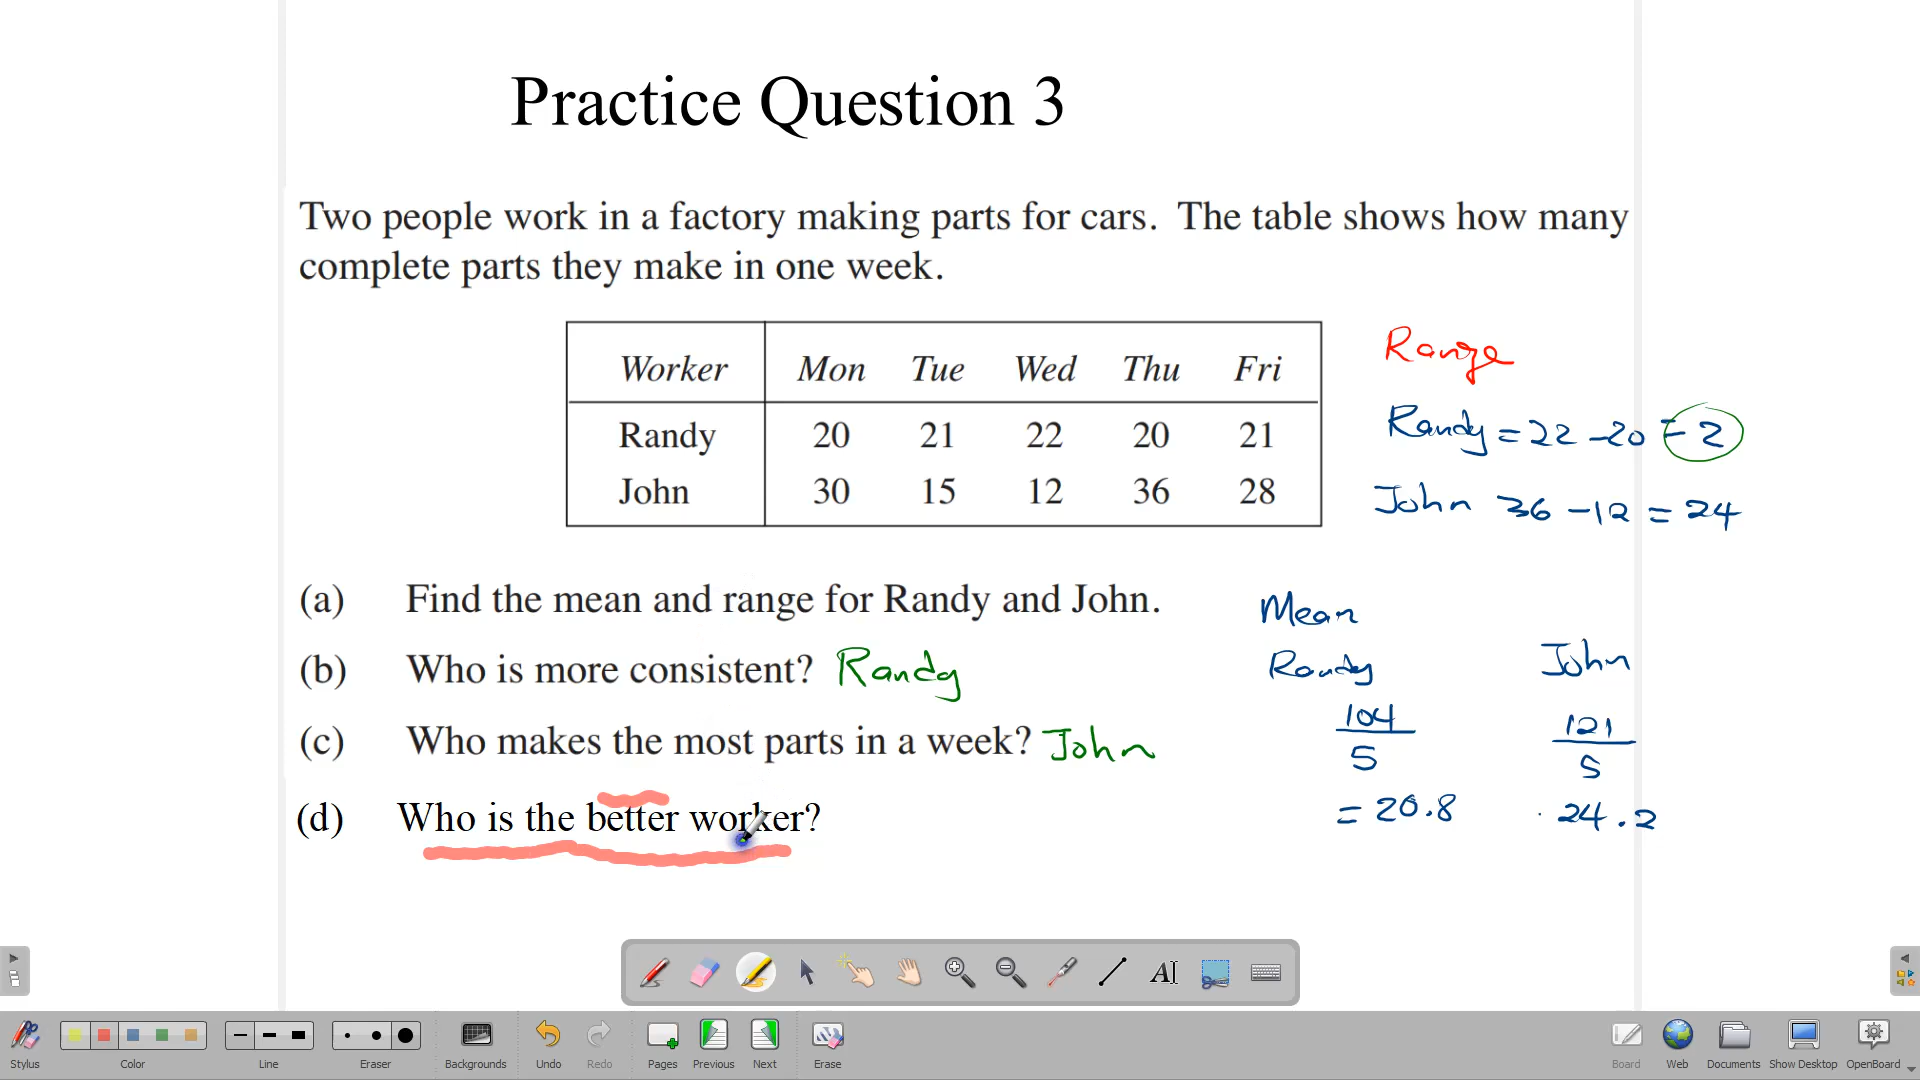 Practice Question 3
Two people work in a factory making parts for cars. The table shows how many
complete parts they make in one week.
Worker Mon Tue Wed Thu Fri
Randy 20 21 22 20 21
John 30 15 12 36 28
Range
Randy = 22 - 20 = 2
John 36 - 12 = 24
(a) Find the mean and range for Randy and John.
(b) Who is more consistent? Randy
(c) Who makes the most parts in a week? John
(d) Who is the better worker?
Mean
Randy John
104 121
5 5
= 20.8 24.2
Stylus Color Line Eraser Backgrounds Undo Redo Pages Previous Next Erase Board Web Documents Show Desktop OpenBoard